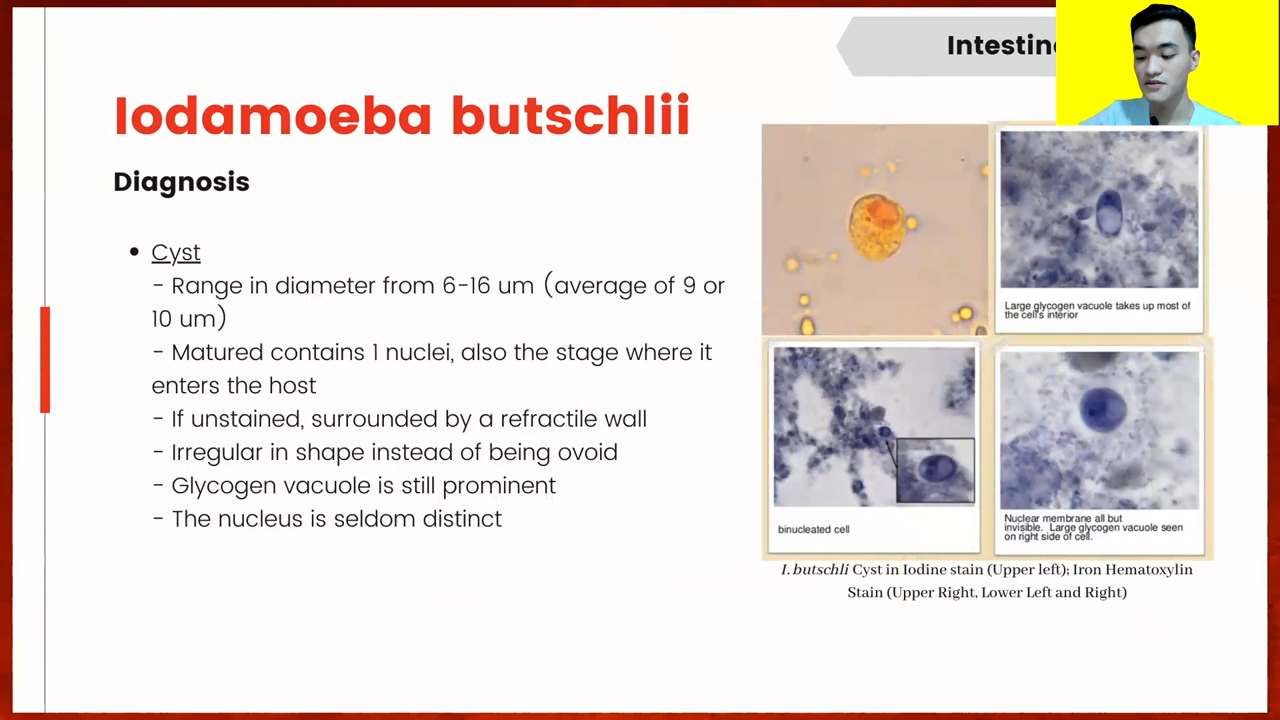 Iodamoeba butschlii
Diagnosis
• Cyst
- Range in diameter from 6-16 um (average of 9 or
10 um)
- Matured contains 1 nuclei, also the stage where it
enters the host
- If unstained, surrounded by a refractile wall
- Irregular in shape instead of being ovoid
- Glycogen vacuole is still prominent
- The nucleus is seldom distinct
Large glycogen vacuole takes up most of
the cell's interior
binucleated cell
Nuclear membrane all but
invisible. Large glycogen vacuole seen
on right side of cell.
I. butschli Cyst in Iodine stain (Upper left); Iron Hematoxylin
Stain (Upper Right, Lower Left and Right)